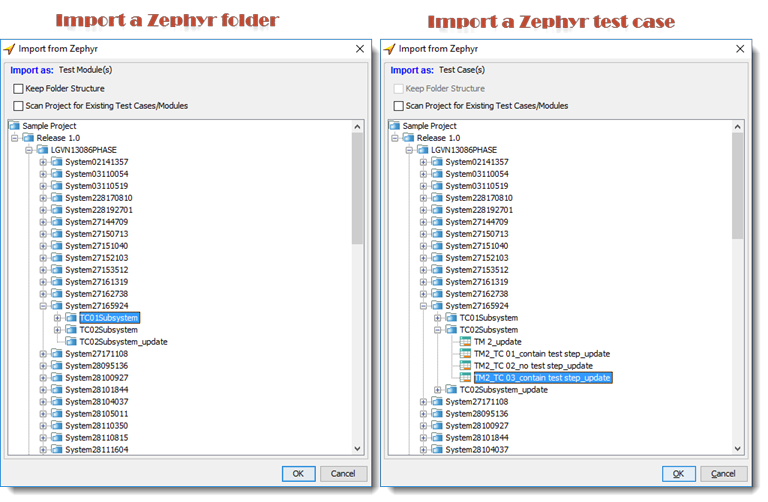 Import a Zephyr folder
Import from Zephyr
Import as: Test Module(s)
Keep Folder Structure
Scan Project for Existing Test Cases/Modules
Sample Project
Release 1.0
LGVN13086PHASE
System02141357
System03110054
System03110519
System228170810
System228192701
System27144709
System27150713
System27151040
System27152103
System27153512
System27161319
System27162738
System27165924
TC01Subsystem
TC02Subsystem
TC02Subsystem_update
System27171108
System28095136
System28100927
System28101844
System28104037
System28105011
System28110350
System28110815
System28111604
OK
Cancel
Import a Zephyr test case
Import from Zephyr
Import as: Test Case(s)
Keep Folder Structure
Scan Project for Existing Test Cases/Modules
Sample Project
Release 1.0
LGVN13086PHASE
System02141357
System03110054
System03110519
System228170810
System228192701
System27144709
System27150713
System27151040
System27152103
System27153512
System27161319
System27162738
System27165924
TC01Subsystem
TC02Subsystem
TM 2_update
TM2_TC 01_contain test step_update
TM2_TC 02_no test step_update
TM2_TC 03_contain test step_update
TC02Subsystem_update
System27171108
System28095136
System28100927
System28101844
System28104037
OK
Cancel